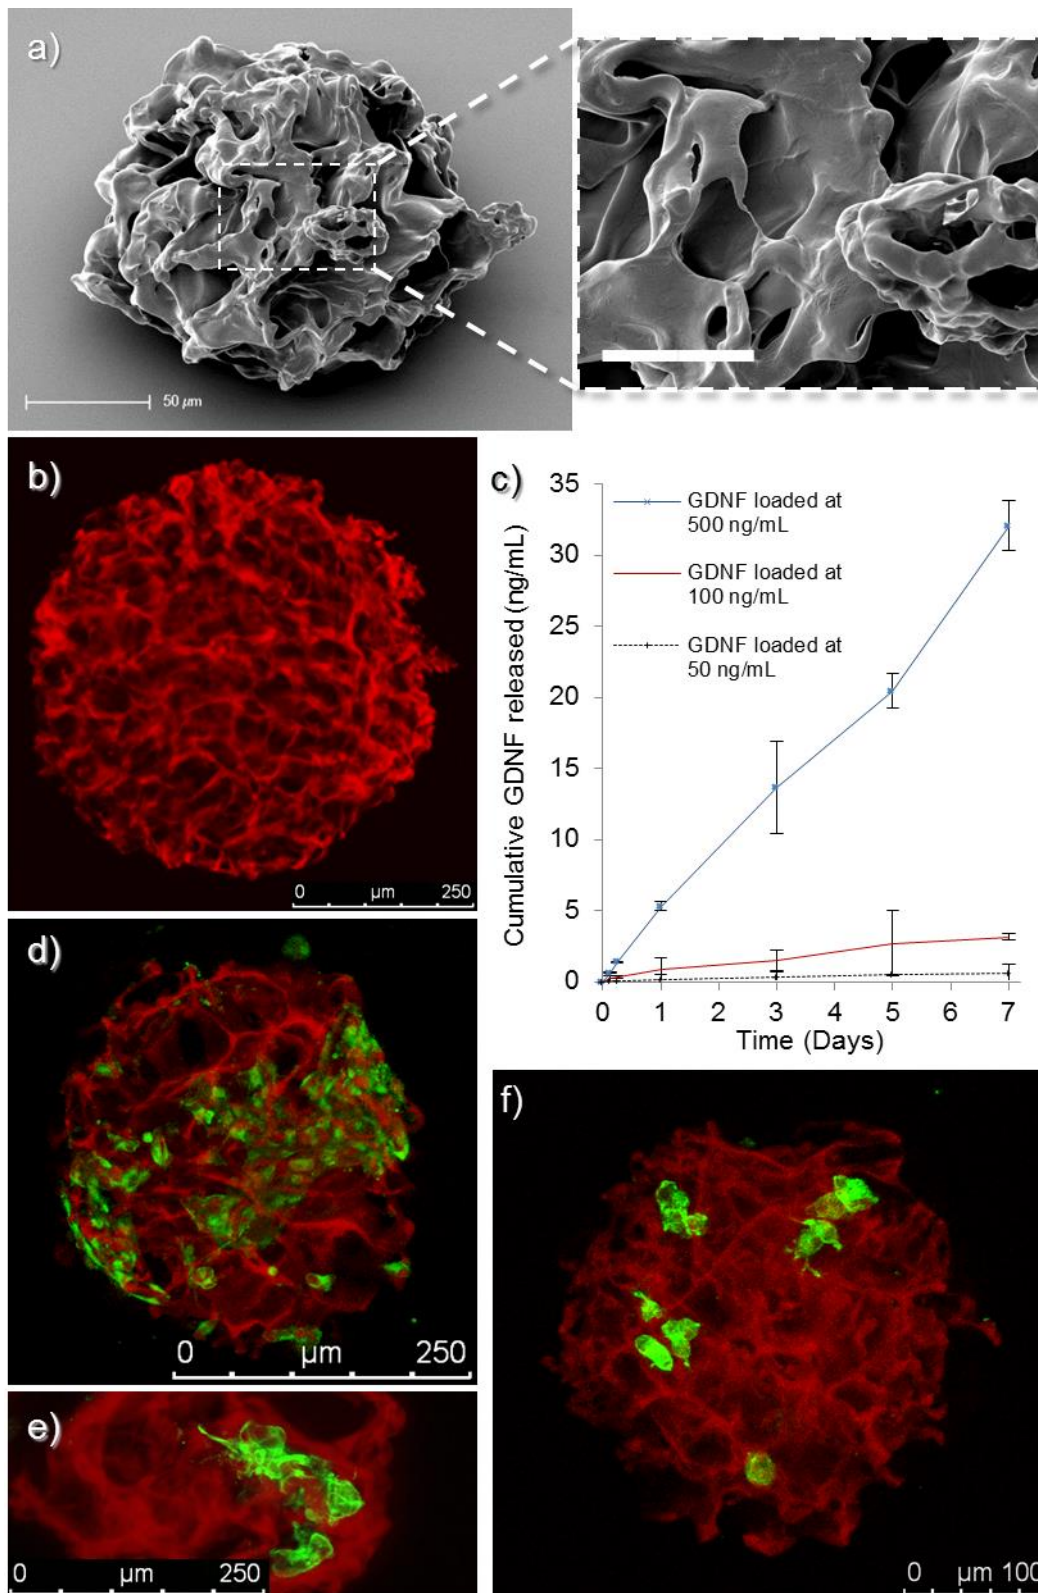 a)
50 µm
b)
0 µm 250
c)
35
30
25
20
15
10
5
0
Cumulative GDNF released (ng/mL)
GDNF loaded at
500 ng/mL
GDNF loaded at
100 ng/mL
GDNF loaded at
50 ng/mL
0 1 2 3 4 5 6 7
Time (Days)
d)
0 µm 250
e)
0 µm 250
f)
0 µm 100